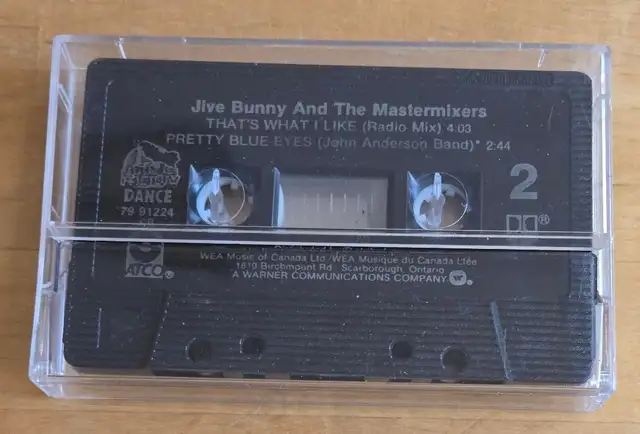 Jive Bunny And The Mastermixers
THAT'S WHAT I LIKE (Radio Mix) 4:03
PRETTY BLUE EYES (John Anderson Band)* 2:44
2
DANCE
79 91224
ATCO
WEA Music of Canada Ltd /WEA Musique du Canada Ltée
1810 Birchmount Rd Scarborough, Ontario
A WARNER COMMUNICATIONS COMPANY